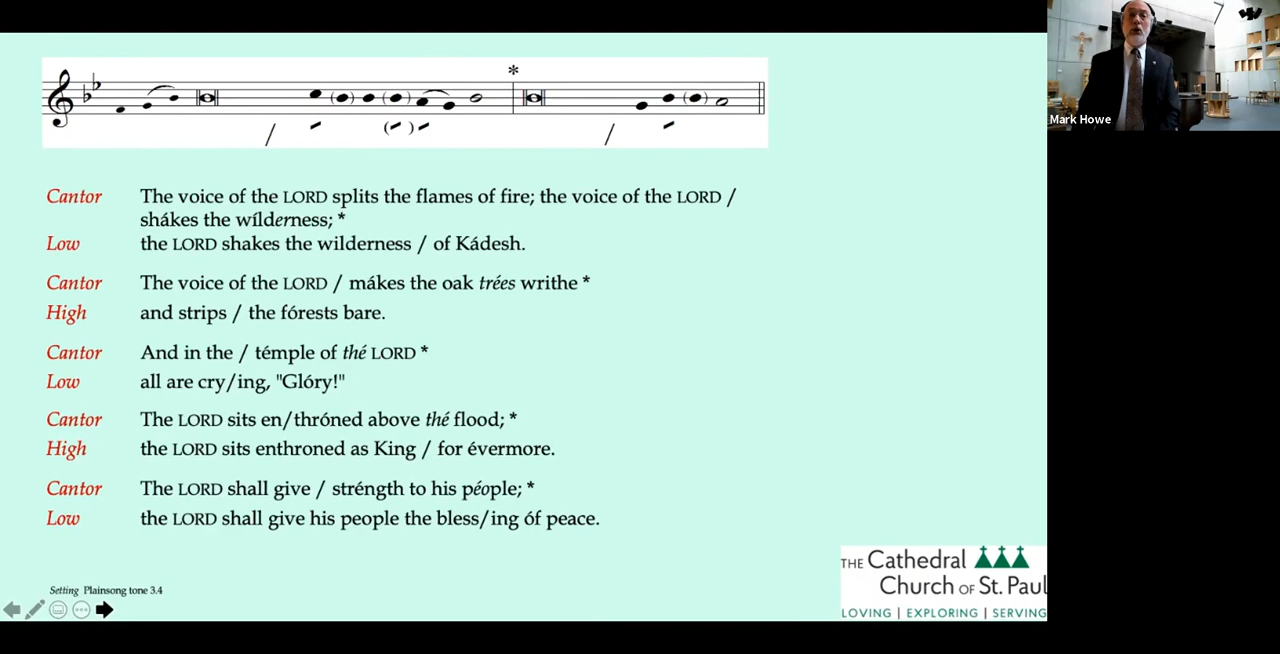 Mark Howe
*
Cantor The voice of the LORD splits the flames of fire; the voice of the LORD /
shákes the wílderness; *
Low the LORD shakes the wilderness / of Kádesh.
Cantor The voice of the LORD / mákes the oak trées writhe *
High and strips / the fórests bare.
Cantor And in the / témple of thé LORD *
Low all are cry/ing, "Glóry!"
Cantor The LORD sits en/thróned above thé flood; *
High the LORD sits enthroned as King / for évermore.
Cantor The LORD shall give / stréngth to his péople; *
Low the LORD shall give his people the bless/ing óf peace.
Setting Plainsong tone 3.4
THE Cathedral
Church OF St. Paul
LOVING | EXPLORING | SERVING